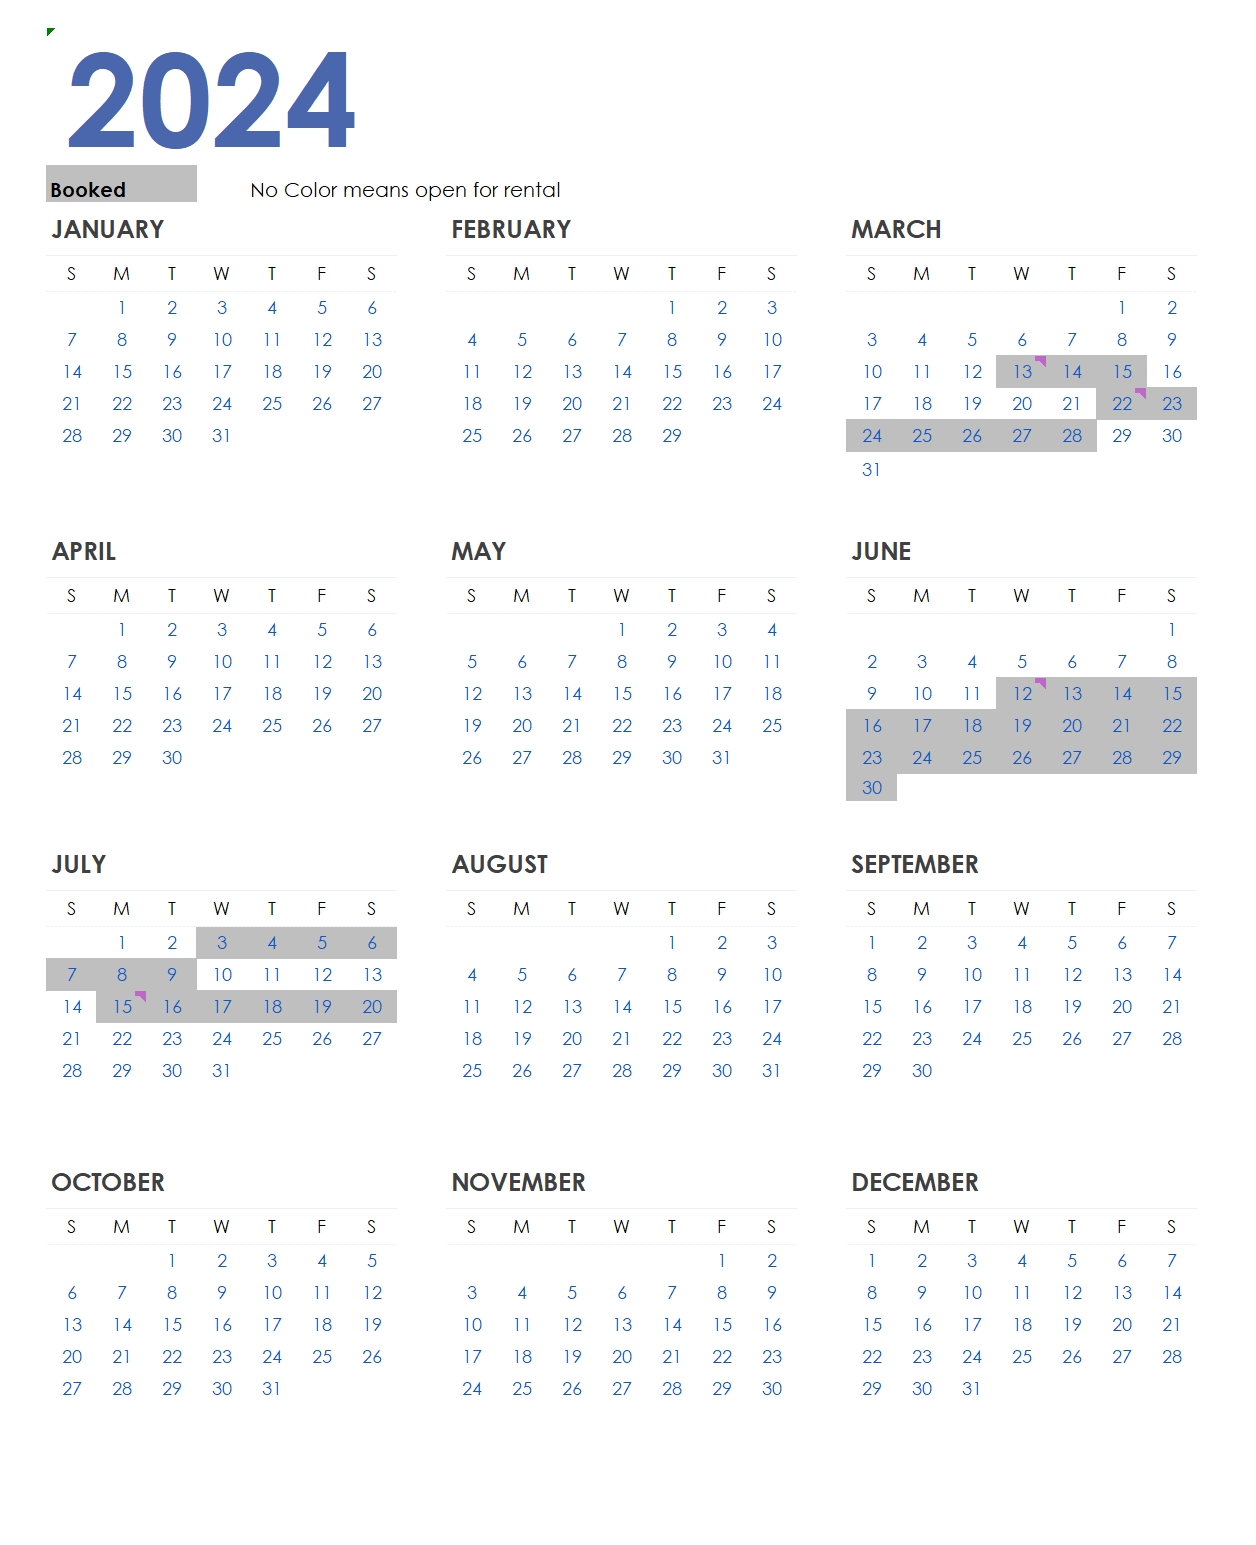 2024
Booked No Color means open for rental
JANUARY FEBRUARY MARCH
S M T W T F S S M T W T F S S M T W T F S
1 2 3 4 5 6 1 2 3 1 2
7 8 9 10 11 12 13 4 5 6 7 8 9 10 3 4 5 6 7 8 9
14 15 16 17 18 19 20 11 12 13 14 15 16 17 10 11 12 13 14 15 16
21 22 23 24 25 26 27 18 19 20 21 22 23 24 17 18 19 20 21 22 23
28 29 30 31 25 26 27 28 29 24 25 26 27 28 29 30
31
APRIL MAY JUNE
S M T W T F S S M T W T F S S M T W T F S
1 2 3 4 5 6 1 2 3 4 1
7 8 9 10 11 12 13 5 6 7 8 9 10 11 2 3 4 5 6 7 8
14 15 16 17 18 19 20 12 13 14 15 16 17 18 9 10 11 12 13 14 15
21 22 23 24 25 26 27 19 20 21 22 23 24 25 16 17 18 19 20 21 22
28 29 30 26 27 28 29 30 31 23 24 25 26 27 28 29
30
JULY AUGUST SEPTEMBER
S M T W T F S S M T W T F S S M T W T F S
1 2 3 4 5 6 1 2 3 1 2 3 4 5 6 7
7 8 9 10 11 12 13 4 5 6 7 8 9 10 8 9 10 11 12 13 14
14 15 16 17 18 19 20 11 12 13 14 15 16 17 15 16 17 18 19 20 21
21 22 23 24 25 26 27 18 19 20 21 22 23 24 22 23 24 25 26 27 28
28 29 30 31 25 26 27 28 29 30 31 29 30
OCTOBER NOVEMBER DECEMBER
S M T W T F S S M T W T F S S M T W T F S
1 2 3 4 5 1 2 1 2 3 4 5 6 7
6 7 8 9 10 11 12 3 4 5 6 7 8 9 8 9 10 11 12 13 14
13 14 15 16 17 18 19 10 11 12 13 14 15 16 15 16 17 18 19 20 21
20 21 22 23 24 25 26 17 18 19 20 21 22 23 22 23 24 25 26 27 28
27 28 29 30 31 24 25 26 27 28 29 30 29 30 31